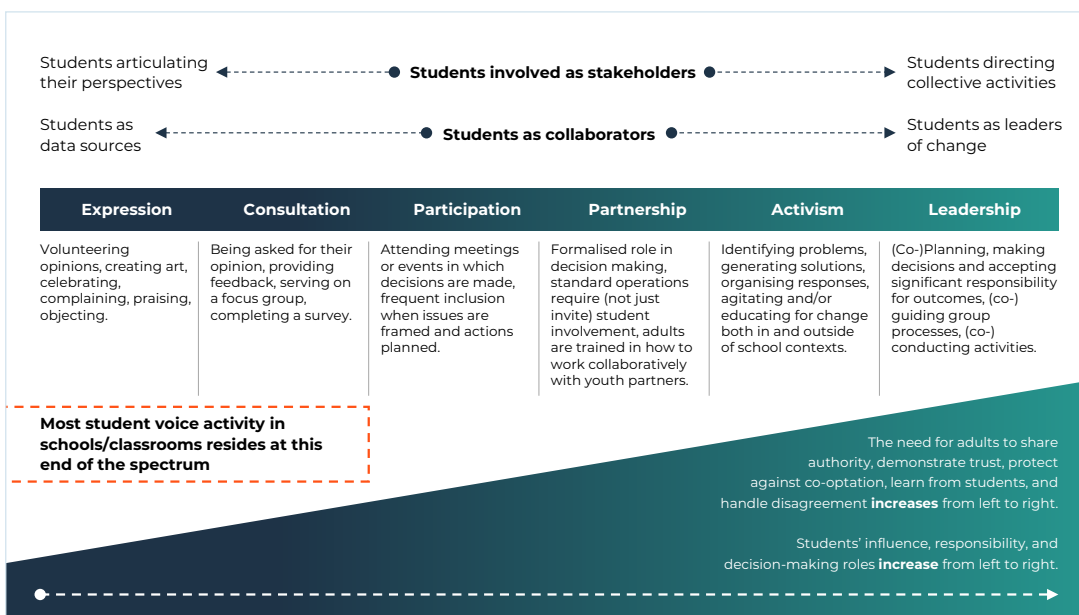 Students articulating
their perspectives
Students involved as stakeholders
Students directing
collective activities
Students as
data sources
Students as collaborators
Students as leaders
of change
Expression
Consultation
Participation
Partnership
Activism
Leadership
Volunteering
opinions, creating art,
celebrating,
complaining, praising,
objecting.
Being asked for their
opinion, providing
feedback, serving on
a focus group,
completing a survey.
Attending meetings
or events in which
decisions are made,
frequent inclusion
when issues are
framed and actions
planned.
Formalised role in
decision making,
standard operations
require (not just
invite) student
involvement, adults
are trained in how to
work collaboratively
with youth partners.
Identifying problems,
generating solutions,
organising responses,
agitating and/or
educating for change
both in and outside
of school contexts.
(Co-)Planning, making
decisions and accepting
significant responsibility
for outcomes, (co-)
guiding group
processes, (co-)
conducting activities.
Most student voice activity in
schools/classrooms resides at this
end of the spectrum
The need for adults to share
authority, demonstrate trust, protect
against co-optation, learn from students, and
handle disagreement increases from left to right.
Students' influence, responsibility, and
decision-making roles increase from left to right.